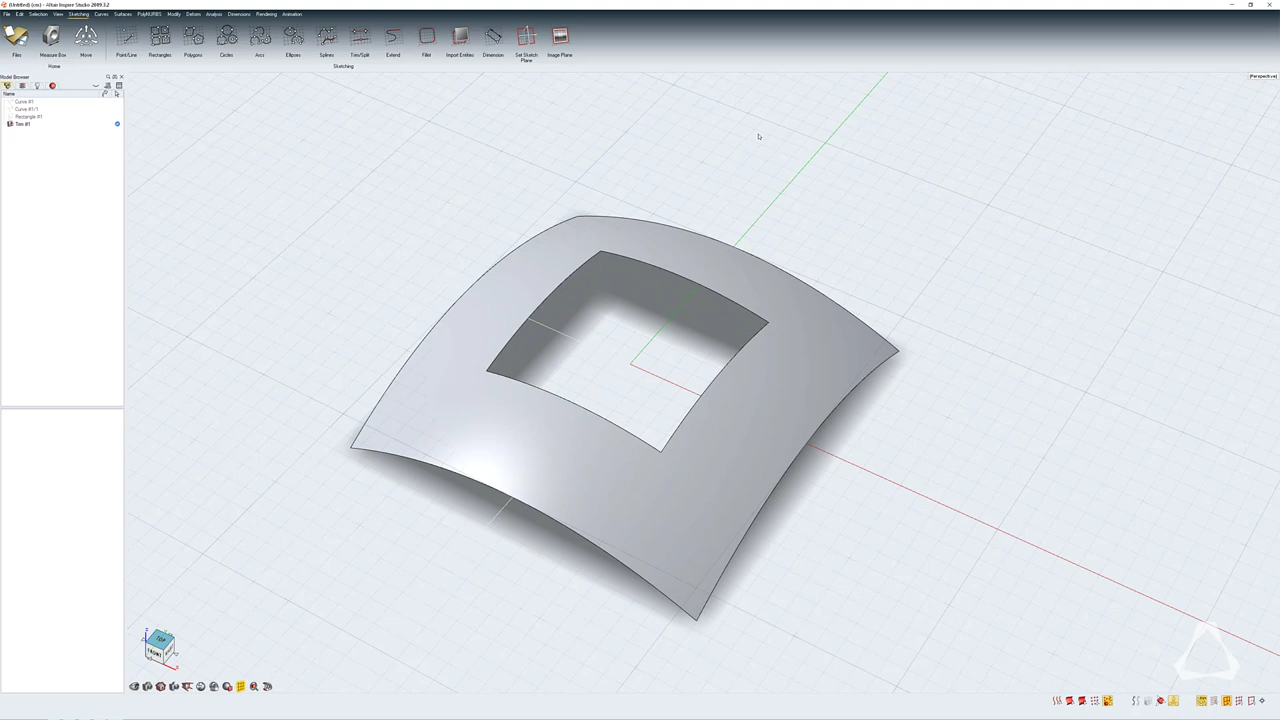 (Untitled) (cm) - Altair Inspire Studio 2019.3.2
File Edit Selection View Sketching Curves Surfaces PolyNURBS Modify Deform Analysis Dimensions Rendering Animation
Files Measure Box Move Point/Line Rectangles Polygons Circles Arcs Ellipses Splines Trim/Split Extend Fillet Import Entities Dimension Set Sketch Plane Image Plane
Home Sketching
Model Browser
[Perspective]
Name
Curve #1
Curve #1/1
Rectangle #1
Trim #1
TOP
FRONT